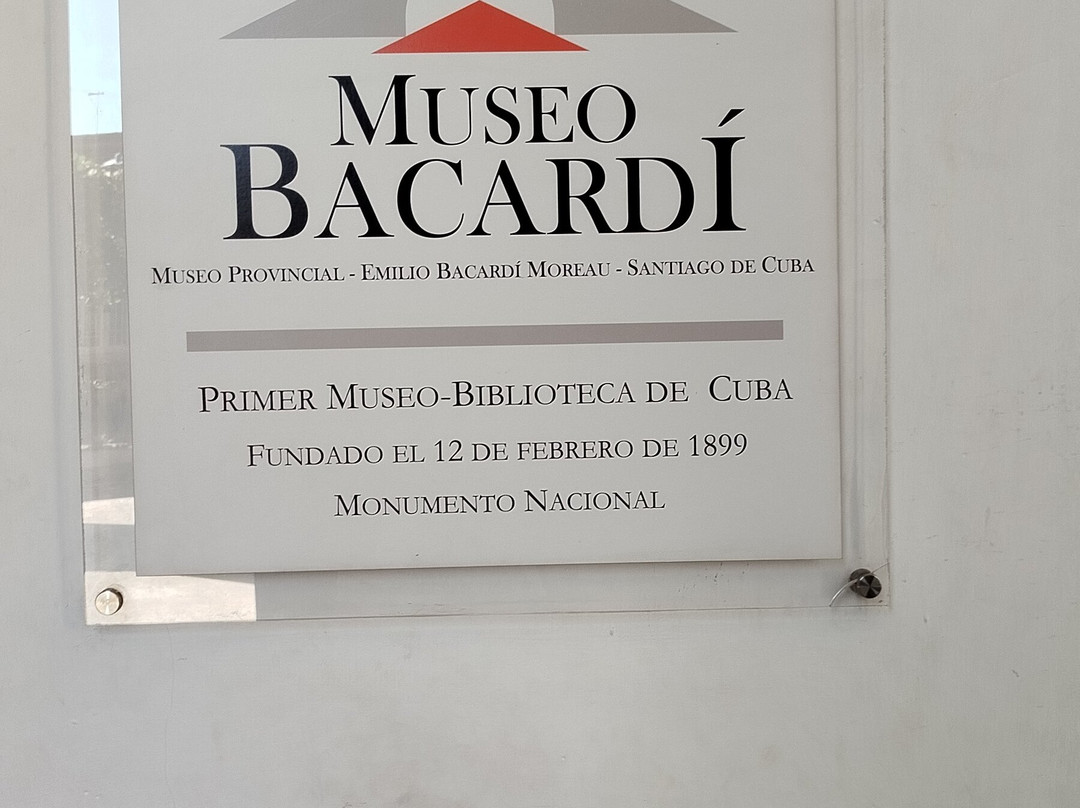 MUSEO
BACARDÍ
MUSEO PROVINCIAL - EMILIO BACARDÍ MOREAU - SANTIAGO DE CUBA
PRIMER MUSEO-BIBLIOTECA DE CUBA
FUNDADO EL 12 DE FEBRERO DE 1899
MONUMENTO NACIONAL